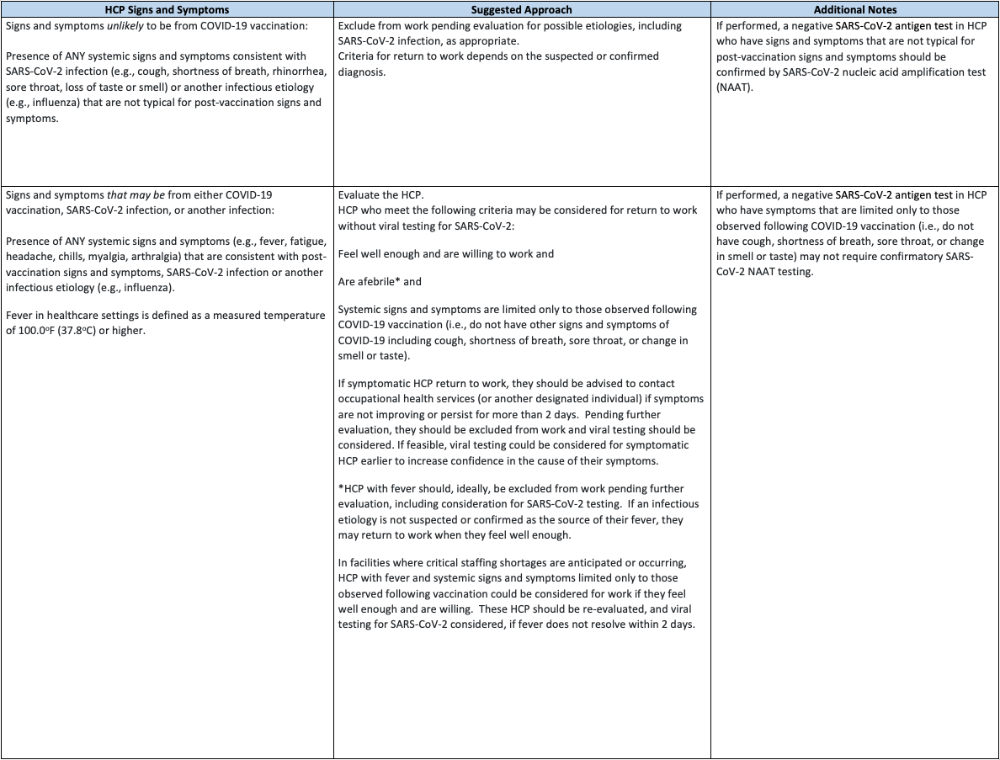 HCP Signs and Symptoms
Suggested Approach
Additional Notes
Signs and symptoms unlikely to be from COVID-19 vaccination:
Presence of ANY systemic signs and symptoms consistent with
SARS-CoV-2 infection (e.g., cough, shortness of breath, rhinorrhea,
sore throat, loss of taste or smell) or another infectious etiology
(e.g., influenza) that are not typical for post-vaccination signs and
symptoms.
Exclude from work pending evaluation for possible etiologies, including
SARS-CoV-2 infection, as appropriate.
Criteria for return to work depends on the suspected or confirmed
diagnosis.
If performed, a negative SARS-CoV-2 antigen test in HCP
who have signs and symptoms that are not typical for
post-vaccination signs and symptoms should be
confirmed by SARS-CoV-2 nucleic acid amplification test
(NAAT).
Signs and symptoms that may be from either COVID-19
vaccination, SARS-CoV-2 infection, or another infection:
Presence of ANY systemic signs and symptoms (e.g., fever, fatigue,
headache, chills, myalgia, arthralgia) that are consistent with post-
vaccination signs and symptoms, SARS-CoV-2 infection or another
infectious etiology (e.g., influenza).
Fever in healthcare settings is defined as a measured temperature
of 100.0ºF (37.8ºC) or higher.
Evaluate the HCP.
HCP who meet the following criteria may be considered for return to work
without viral testing for SARS-CoV-2:
Feel well enough and are willing to work and
Are afebrile* and
Systemic signs and symptoms are limited only to those observed following
COVID-19 vaccination (i.e., do not have other signs and symptoms of
COVID-19 including cough, shortness of breath, sore throat, or change in
smell or taste).
If symptomatic HCP return to work, they should be advised to contact
occupational health services (or another designated individual) if symptoms
are not improving or persist for more than 2 days.  Pending further
evaluation, they should be excluded from work and viral testing should be
considered. If feasible, viral testing could be considered for symptomatic
HCP earlier to increase confidence in the cause of their symptoms.
*HCP with fever should, ideally, be excluded from work pending further
evaluation, including consideration for SARS-CoV-2 testing.  If an infectious
etiology is not suspected or confirmed as the source of their fever, they
may return to work when they feel well enough.
In facilities where critical staffing shortages are anticipated or occurring,
HCP with fever and systemic signs and symptoms limited only to those
observed following vaccination could be considered for work if they feel
well enough and are willing.  These HCP should be re-evaluated, and viral
testing for SARS-CoV-2 considered, if fever does not resolve within 2 days.
If performed, a negative SARS-CoV-2 antigen test in HCP
who have symptoms that are limited only to those
observed following COVID-19 vaccination (i.e., do not
have cough, shortness of breath, sore throat, or change
in smell or taste) may not require confirmatory SARS-
CoV-2 NAAT testing.